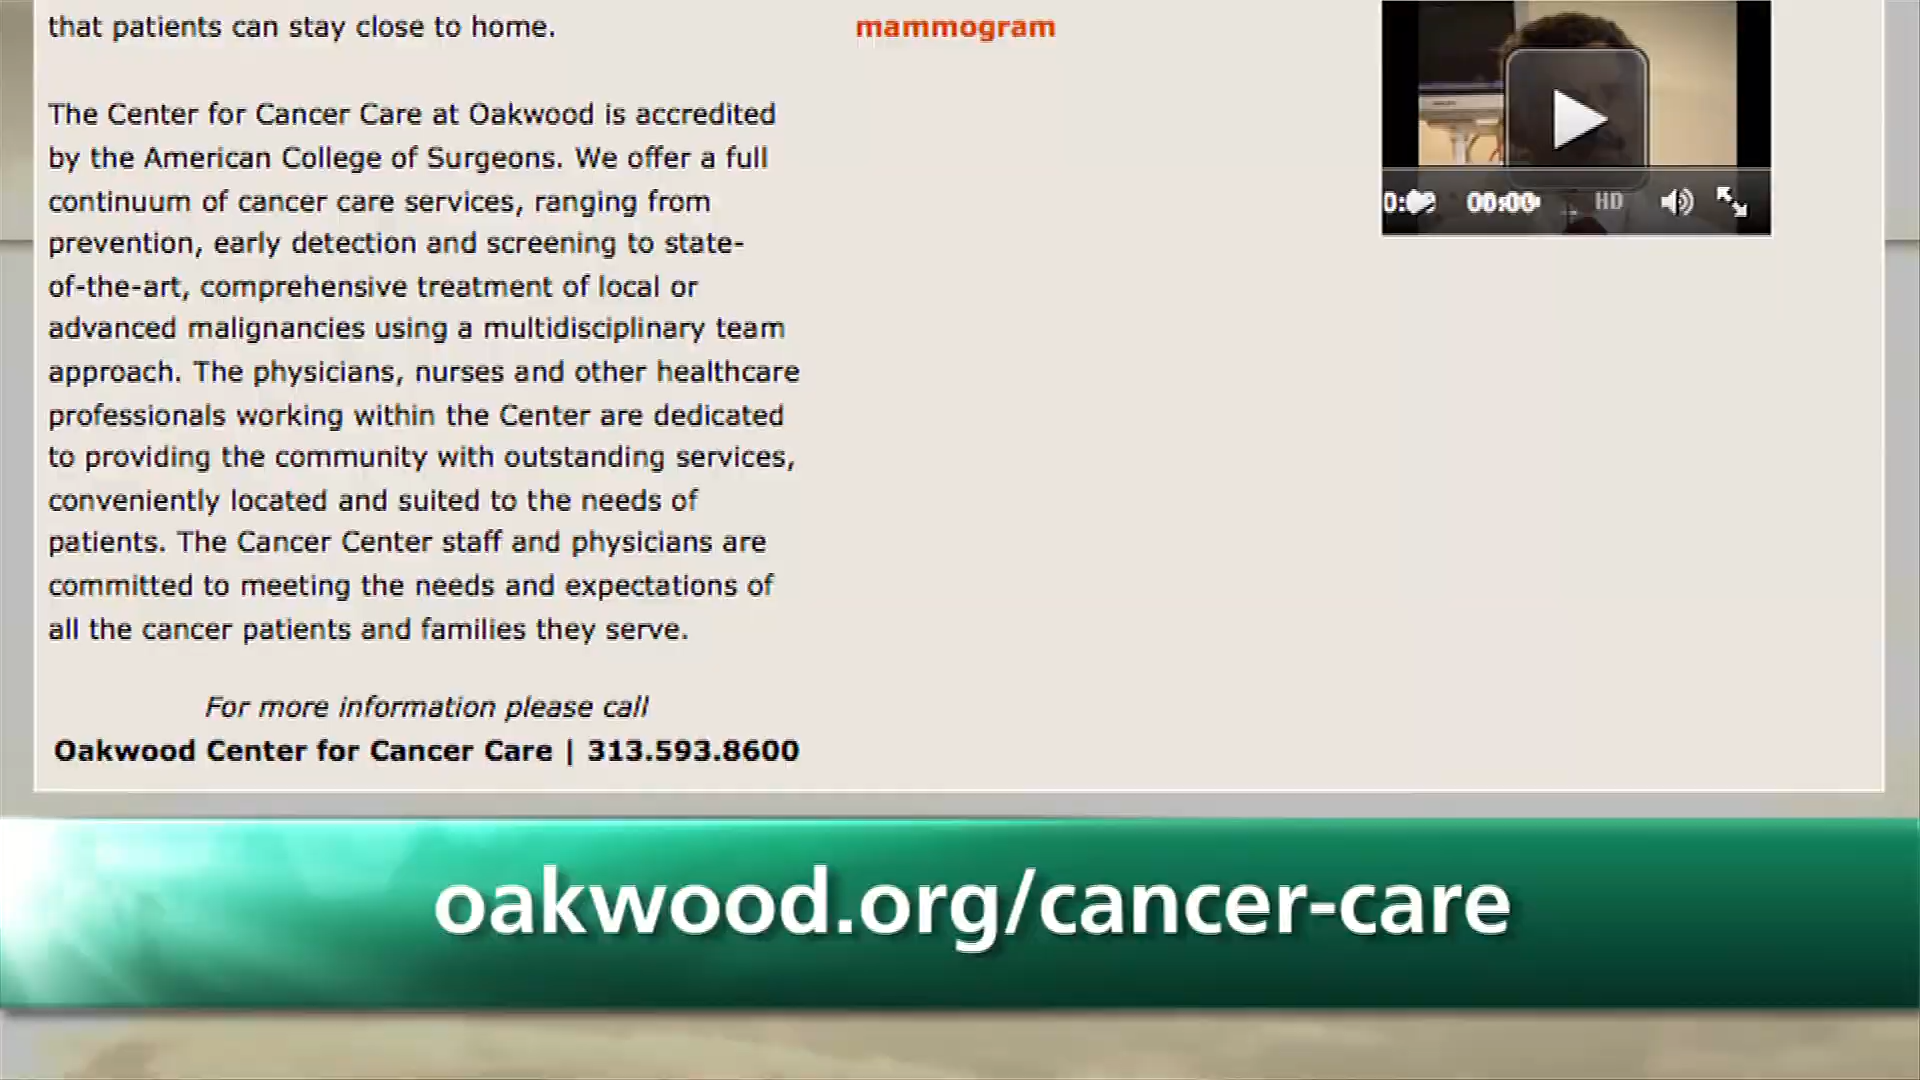 that patients can stay close to home.
mammogram
The Center for Cancer Care at Oakwood is accredited
by the American College of Surgeons. We offer a full
continuum of cancer care services, ranging from
prevention, early detection and screening to state-
of-the-art, comprehensive treatment of local or
advanced malignancies using a multidisciplinary team
approach. The physicians, nurses and other healthcare
professionals working within the Center are dedicated
to providing the community with outstanding services,
conveniently located and suited to the needs of
patients. The Cancer Center staff and physicians are
committed to meeting the needs and expectations of
all the cancer patients and families they serve.
For more information please call
Oakwood Center for Cancer Care | 313.593.8600
00:00 HD
oakwood.org/cancer-care